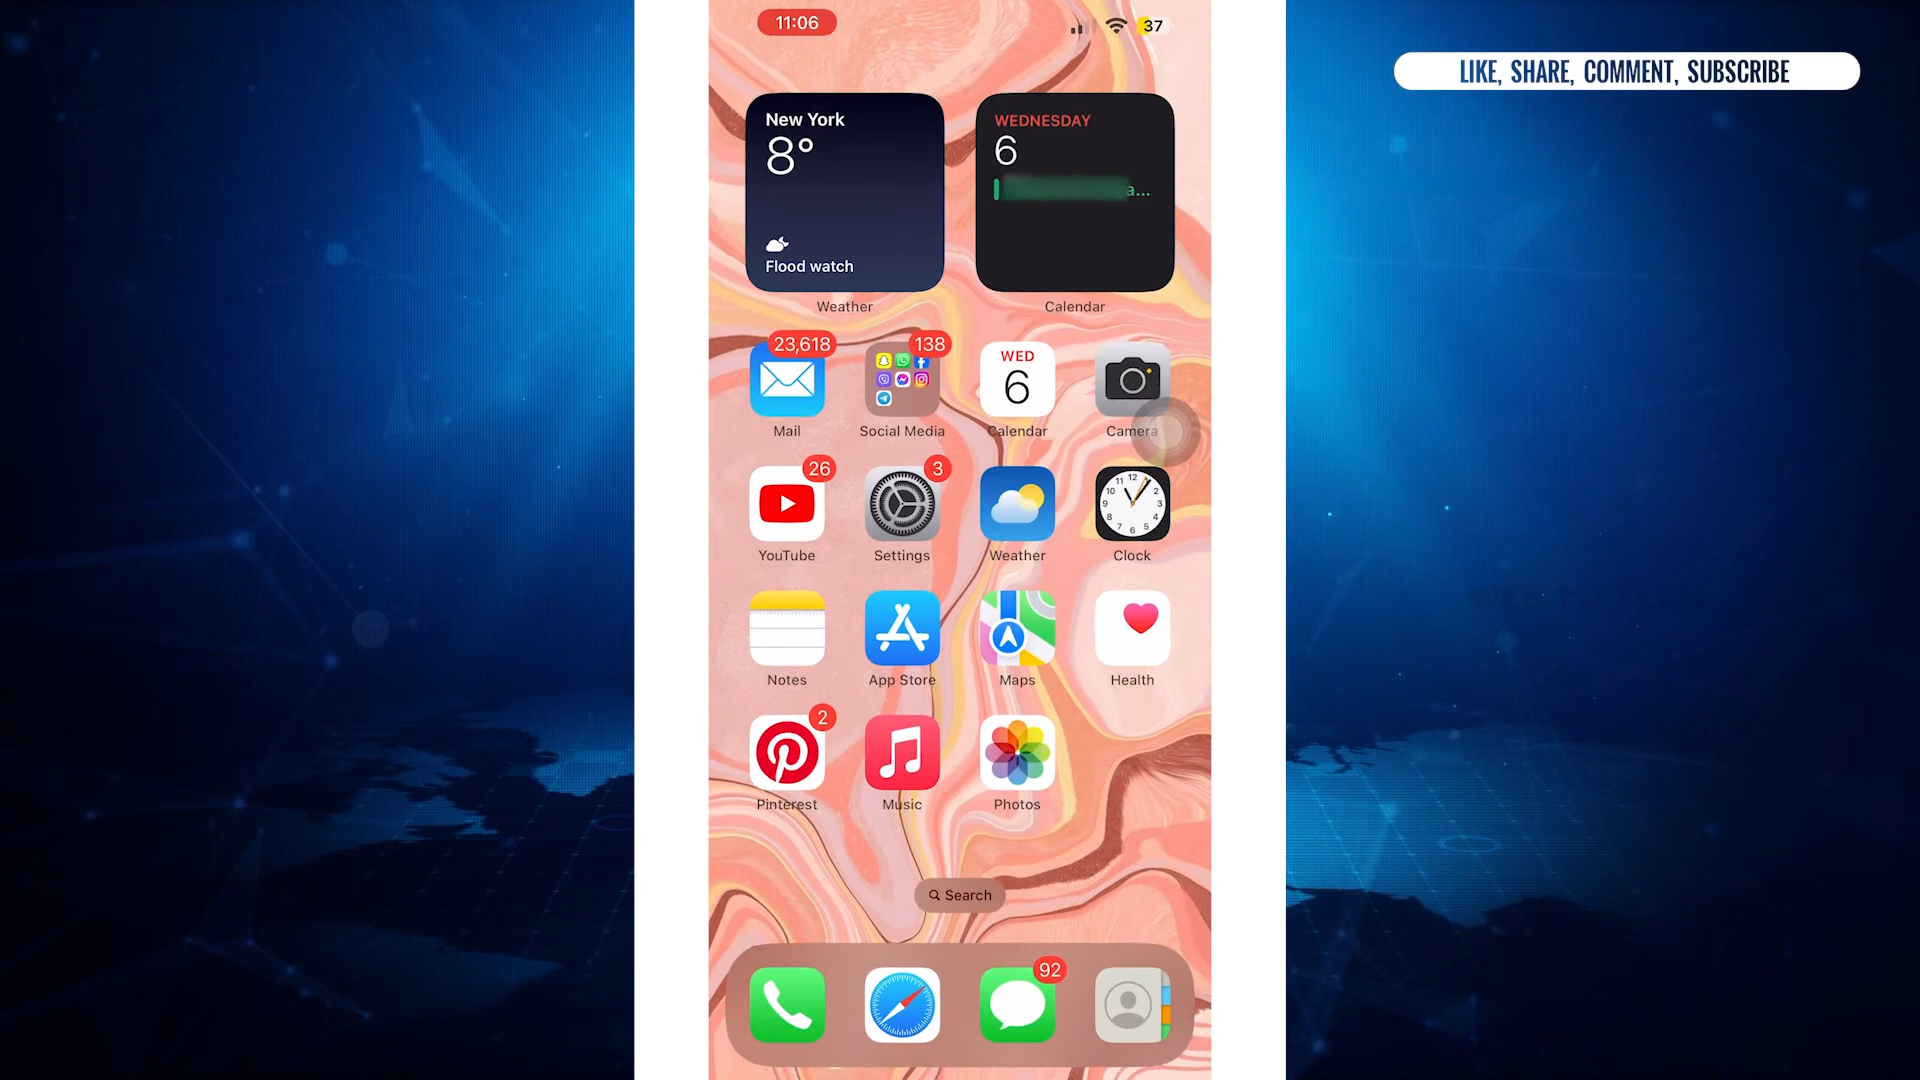 11:06
37
LIKE, SHARE, COMMENT, SUBSCRIBE
New York
8°
Flood watch
Weather
WEDNESDAY
6
a...
Calendar
23,618
Mail
138
Social Media
WED
6
Calendar
Camera
26
YouTube
3
Settings
Weather
Clock
Notes
App Store
Maps
Health
2
Pinterest
Music
Photos
Search
92